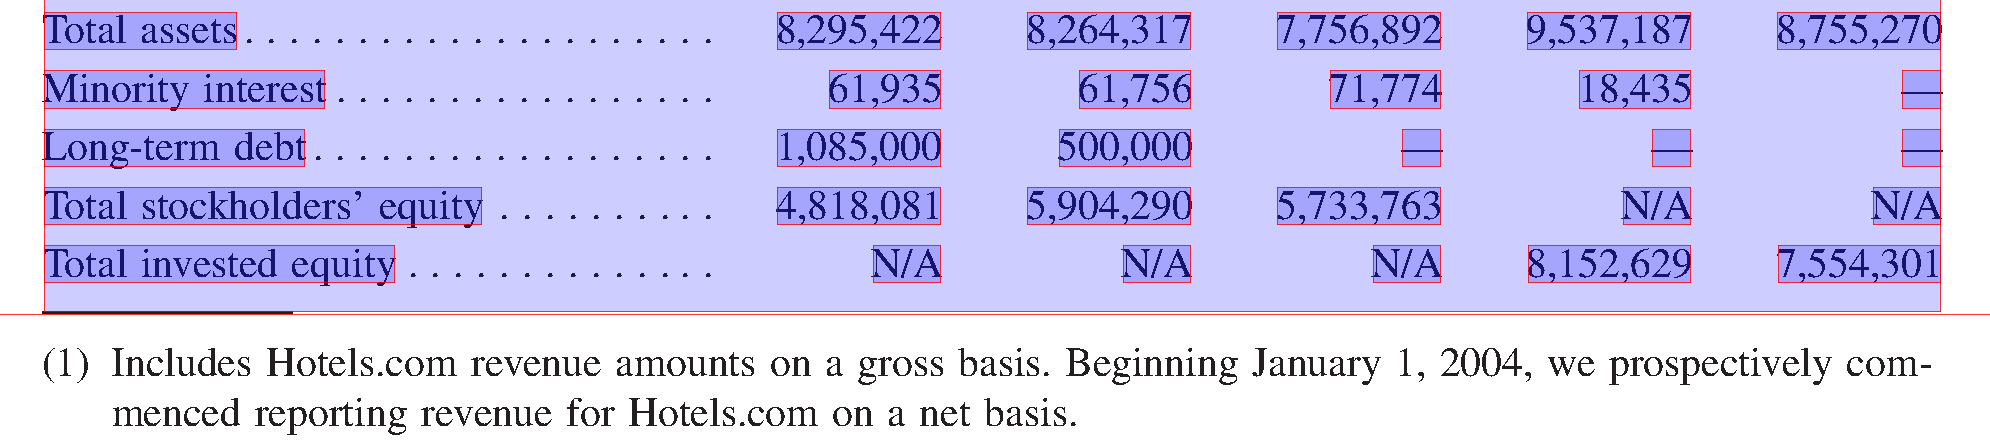 Total assets . . . . . . . . . . . . . . . . . . . . . 8,295,422 8,264,317 7,756,892 9,537,187 8,755,270
Minority interest . . . . . . . . . . . . . . . . . 61,935 61,756 71,774 18,435 —
Long-term debt . . . . . . . . . . . . . . . . . . 1,085,000 500,000 — — —
Total stockholders’ equity . . . . . . . . . . 4,818,081 5,904,290 5,733,763 N/A N/A
Total invested equity . . . . . . . . . . . . . . N/A N/A N/A 8,152,629 7,554,301
(1) Includes Hotels.com revenue amounts on a gross basis. Beginning January 1, 2004, we prospectively com-
menced reporting revenue for Hotels.com on a net basis.